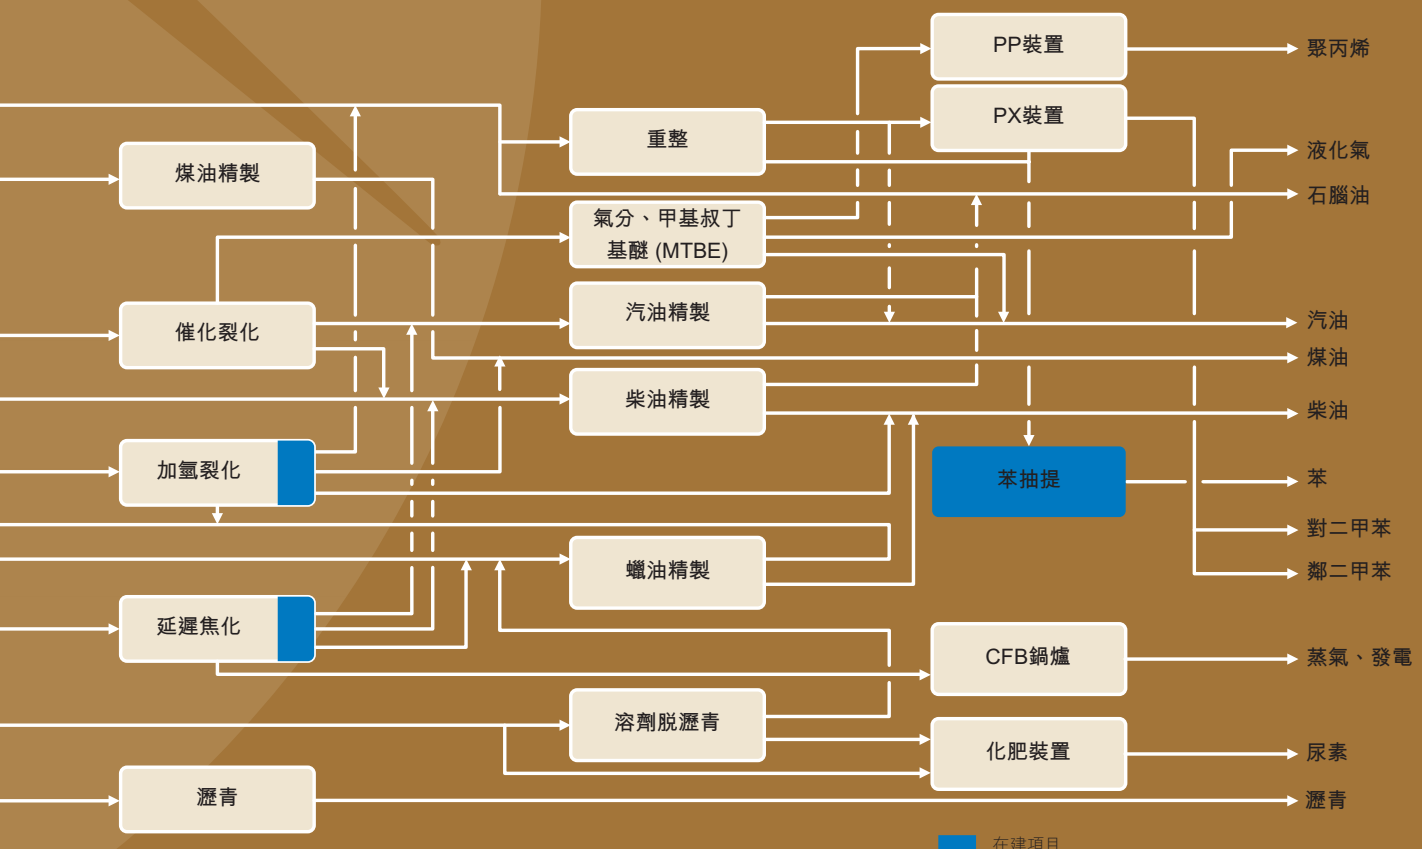 PP裝置
聚丙烯
PX裝置
重整
液化氣
煤油精製
石腦油
氣分、甲基叔丁
基醚 (MTBE)
汽油精製
汽油
催化裂化
煤油
柴油精製
柴油
加氫裂化
苯抽提
苯
對二甲苯
蠟油精製
鄰二甲苯
延遲焦化
CFB鍋爐
蒸氣、發電
溶劑脱瀝青
化肥裝置
尿素
瀝青
瀝青
在建項目